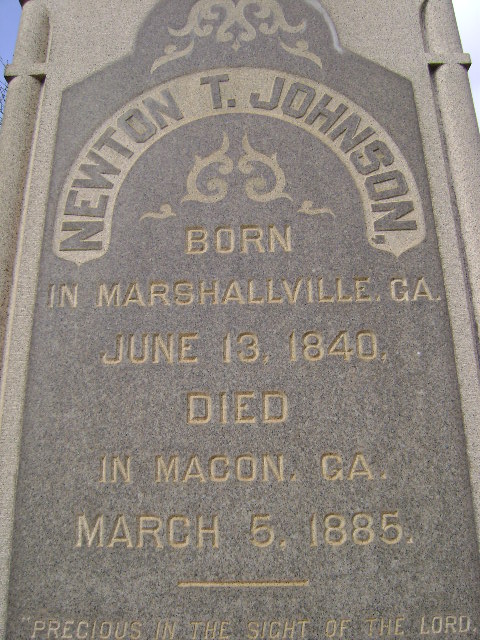 NEWTON T. JOHNSON.
BORN
IN MARSHALLVILLE, GA.
JUNE 13, 1840,
DIED
IN MACON, GA.
MARCH 5, 1885.
"PRECIOUS IN THE SIGHT OF THE LORD.